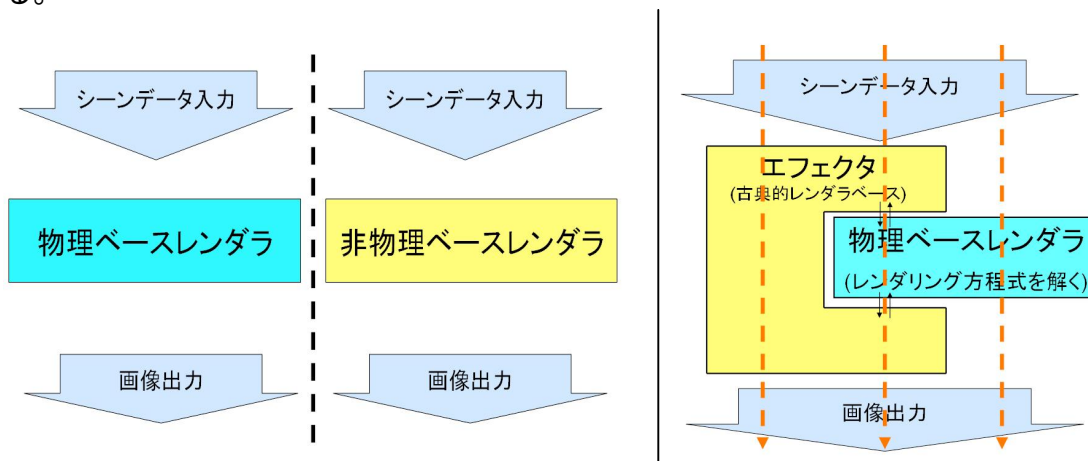 る。
シーンデータ入力
シーンデータ入力
物理ベースレンダラ
非物理ベースレンダラ
画像出力
画像出力
シーンデータ入力
エフェクタ
(古典的レンダラベース)
物理ベースレンダラ
(レンダリング方程式を解く)
画像出力